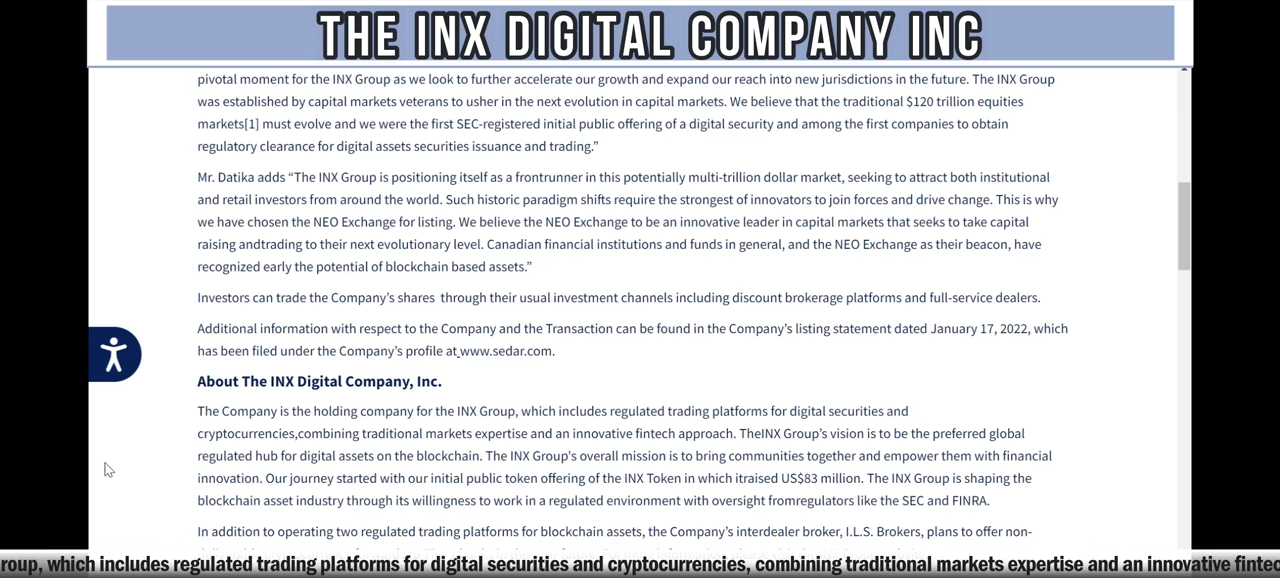 THE INX DIGITAL COMPANY INC
pivotal moment for the INX Group as we look to further accelerate our growth and expand our reach into new jurisdictions in the future. The INX Group
was established by capital markets veterans to usher in the next evolution in capital markets. We believe that the traditional $120 trillion equities
markets[1] must evolve and we were the first SEC-registered initial public offering of a digital security and among the first companies to obtain
regulatory clearance for digital assets securities issuance and trading.”
Mr. Datika adds “The INX Group is positioning itself as a frontrunner in this potentially multi-trillion dollar market, seeking to attract both institutional
and retail investors from around the world. Such historic paradigm shifts require the strongest of innovators to join forces and drive change. This is why
we have chosen the NEO Exchange for listing. We believe the NEO Exchange to be an innovative leader in capital markets that seeks to take capital
raising andtrading to their next evolutionary level. Canadian financial institutions and funds in general, and the NEO Exchange as their beacon, have
recognized early the potential of blockchain based assets.”
Investors can trade the Company’s shares through their usual investment channels including discount brokerage platforms and full-service dealers.
Additional information with respect to the Company and the Transaction can be found in the Company’s listing statement dated January 17, 2022, which
has been filed under the Company’s profile at www.sedar.com.
About The INX Digital Company, Inc.
The Company is the holding company for the INX Group, which includes regulated trading platforms for digital securities and
cryptocurrencies,combining traditional markets expertise and an innovative fintech approach. TheINX Group’s vision is to be the preferred global
regulated hub for digital assets on the blockchain. The INX Group's overall mission is to bring communities together and empower them with financial
innovation. Our journey started with our initial public token offering of the INX Token in which itraised US$83 million. The INX Group is shaping the
blockchain asset industry through its willingness to work in a regulated environment with oversight fromregulators like the SEC and FINRA.
In addition to operating two regulated trading platforms for blockchain assets, the Company’s interdealer broker, I.L.S. Brokers, plans to offer non-
roup, which includes regulated trading platforms for digital securities and cryptocurrencies, combining traditional markets expertise and an innovative fintec